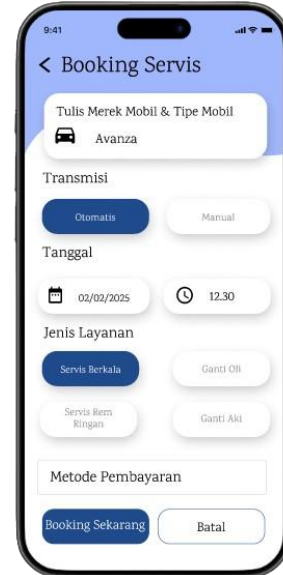 9:41
Booking Servis
Tulis Merek Mobil & Tipe Mobil
Avanza
Transmisi
Otomatis
Manual
Tanggal
02/02/2025
12.30
Jenis Layanan
Servis Berkala
Ganti Oli
Servis Rem
Ringan
Ganti Aki
Metode Pembayaran
Booking Sekarang
Batal